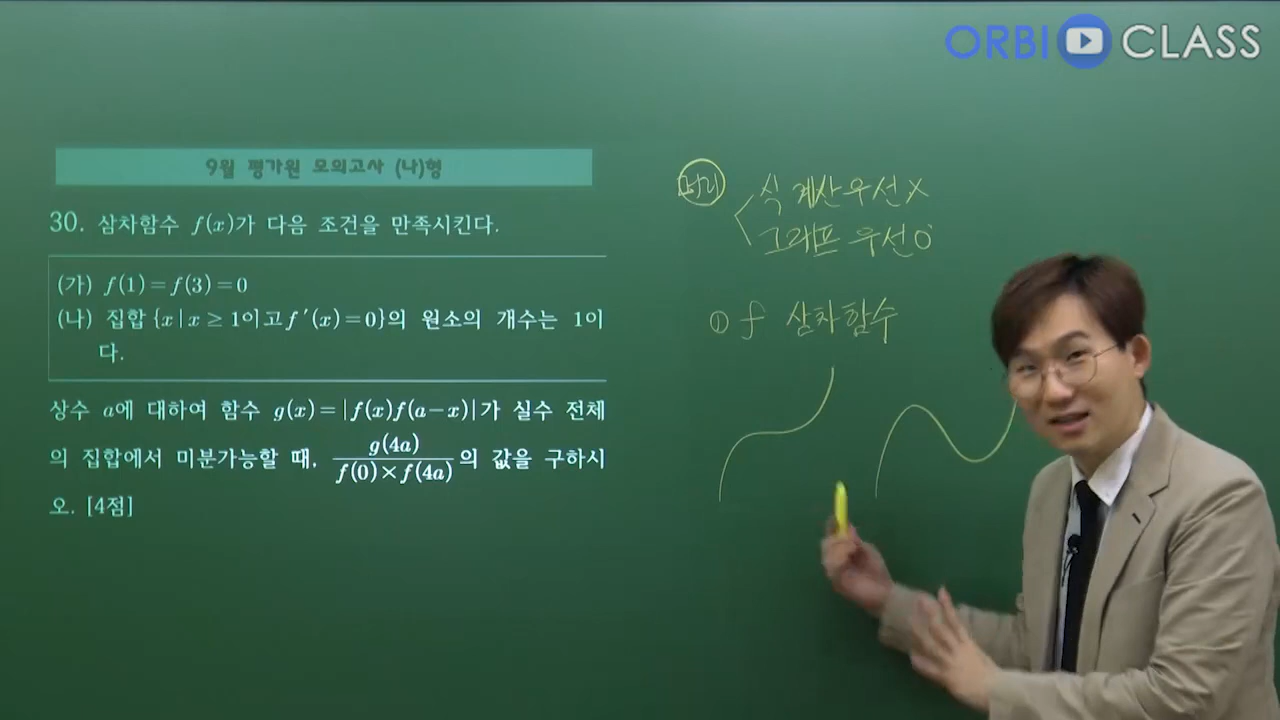 ORBI CLASS
9월 평가원 모의고사 (나)형
30. 삼차함수 f(x)가 다음 조건을 만족시킨다.
(가) f(1)=f(3)=0
(나) 집합 {x|x≥1이고f′(x)=0}의 원소의 개수는 1이
다.
상수 a에 대하여 함수 g(x)=|f(x)f(a-x)|가 실수 전체
의 집합에서 미분가능할 때, g(4a)/f(0)×f(4a) 의 값을 구하시
오. [4점]
식 계산우선X
그래프 우선O
① f 삼차함수